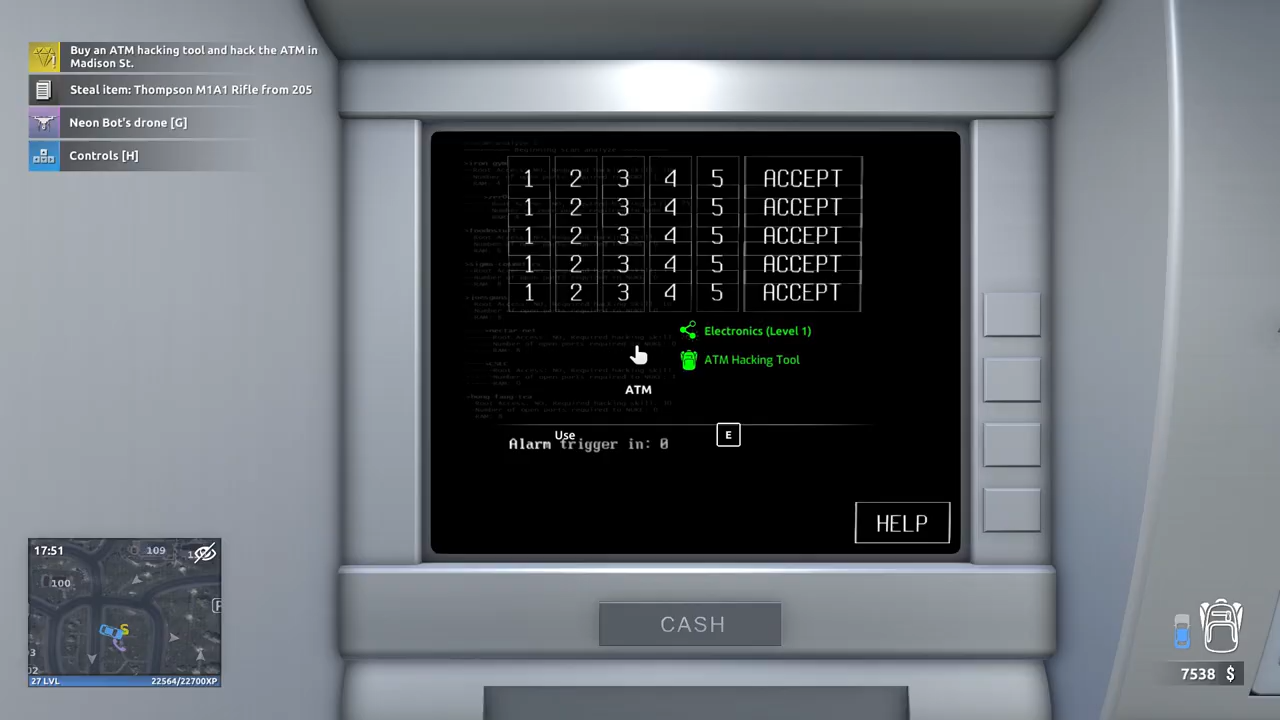 Buy an ATM hacking tool and hack the ATM in
Madison St.
Steal item: Thompson M1A1 Rifle from 205
Neon Bot's drone [G]
Controls [H]
1 2 3 4 5 ACCEPT
1 2 3 4 5 ACCEPT
1 2 3 4 5 ACCEPT
1 2 3 4 5 ACCEPT
1 2 3 4 5 ACCEPT
Electronics (Level 1)
ATM Hacking Tool
ATM
Use E
Alarm trigger in: 0
HELP
CASH
17:51
109
100
P
27 LVL 22564/22700XP
7538 $